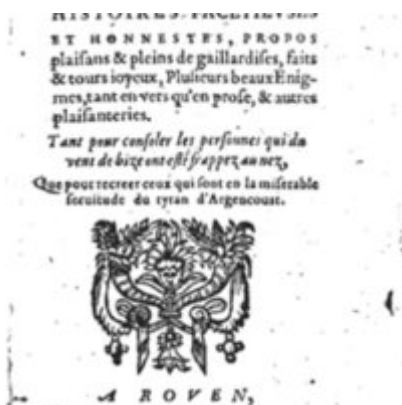 HISTOIRES FACETIEUSES
ET HONNESTES, PROPOS
plaiſans & pleins de gaillardiſes, faits
& tours ioyeux, Pluſieurs beaux Enig-
mes, tant en vers qu'en proſe, & autres
plaiſanteries.
Tant pour conſoler les perſonnes qui du
vent de bize ont eſté frappez au nez,
Que pour recreer ceux qui ſont en la miſerable
ſeruitude du tyran d'Argencourt.
A ROVEN,